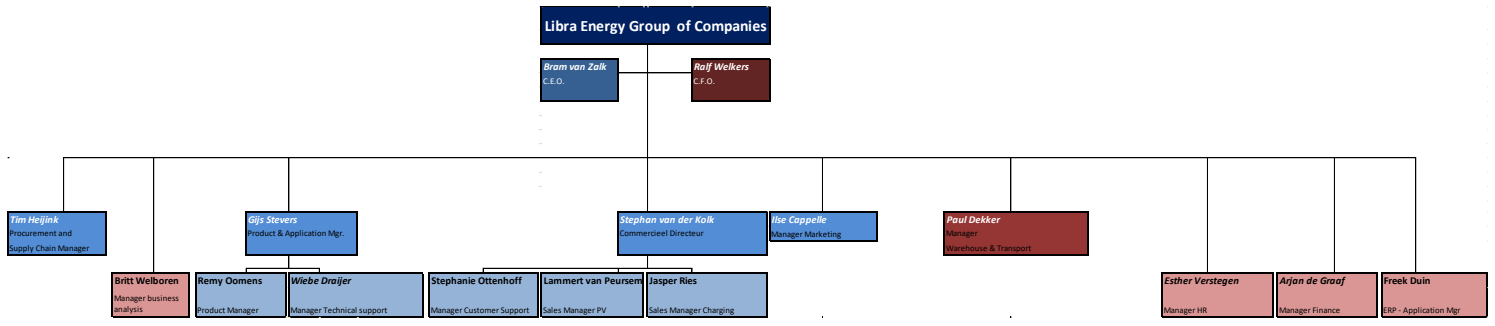 Libra Energy Group of Companies
Bram van Zalk
C.E.O.
Ralf Welkers
C.F.O.
Tim Heijink
Procurement and
Supply Chain Manager
Gijs Stevers
Product & Application Mgr.
Stephan van der Kolk
Commercieel Directeur
Ilse Cappelle
Manager Marketing
Paul Dekker
Manager
Warehouse & Transport
Britt Welboren
Manager business
analysis
Remy Oomens
Product Manager
Wiebe Draijer
Manager Technical support
Stephanie Ottenhoff
Manager Customer Support
Lammert van Peursem
Sales Manager PV
Jasper Ries
Sales Manager Charging
Esther Verstegen
Manager HR
Arjan de Graaf
Manager Finance
Freek Duin
ERP - Application Mgr